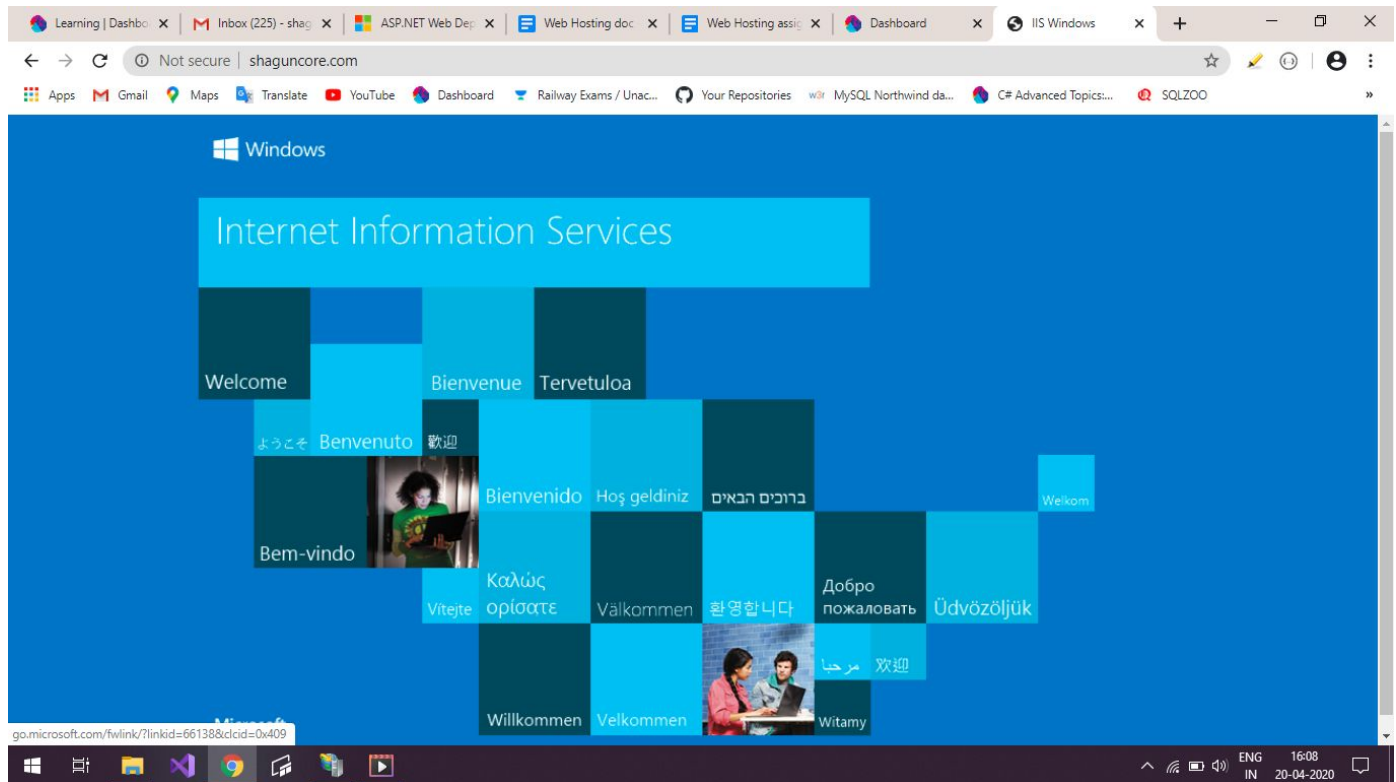 Learning | Dashbo
Inbox (225) - shag
ASP.NET Web Dep
Web Hosting doc
Web Hosting assig
Dashboard
IIS Windows
Not secure | shaguncore.com
Apps
Gmail
Maps
Translate
YouTube
Dashboard
Railway Exams / Unac...
Your Repositories
w3r
MySQL Northwind da...
C# Advanced Topics:...
SQLZOO
Windows
Internet Information Services
Welcome
Bienvenue
Tervetuloa
ようこそ
Benvenuto
歡迎
Bienvenido
Hoş geldiniz
ברוכים הבאים
Welkom
Bem-vindo
Vítejte
Καλώς
ορίσατε
Välkommen
환영합니다
Добро
пожаловать
Üdvözöljük
Willkommen
Velkommen
مرحبا
欢迎
Witamy
Microsoft
go.microsoft.com/fwlink/?linkid=66138&clcid=0x409
ENG
IN
16:08
20-04-2020